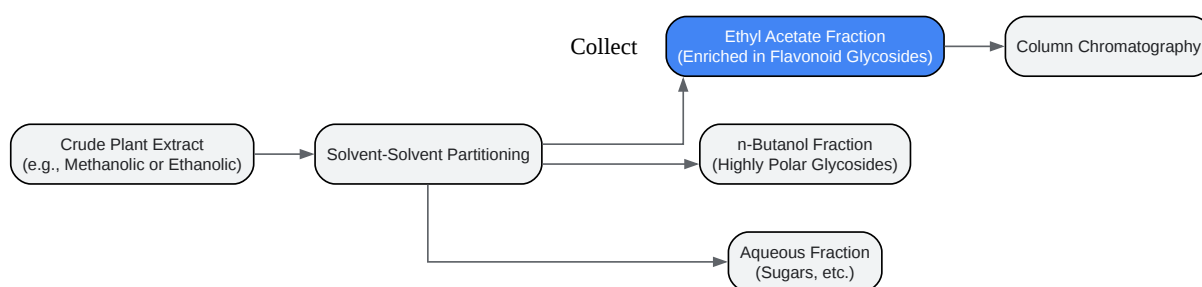 Collect
Ethyl Acetate Fraction
(Enriched in Flavonoid Glycosides)
Column Chromatography
Crude Plant Extract
(e.g., Methanolic or Ethanolic)
Solvent-Solvent Partitioning
n-Butanol Fraction
(Highly Polar Glycosides)
Aqueous Fraction
(Sugars, etc.)